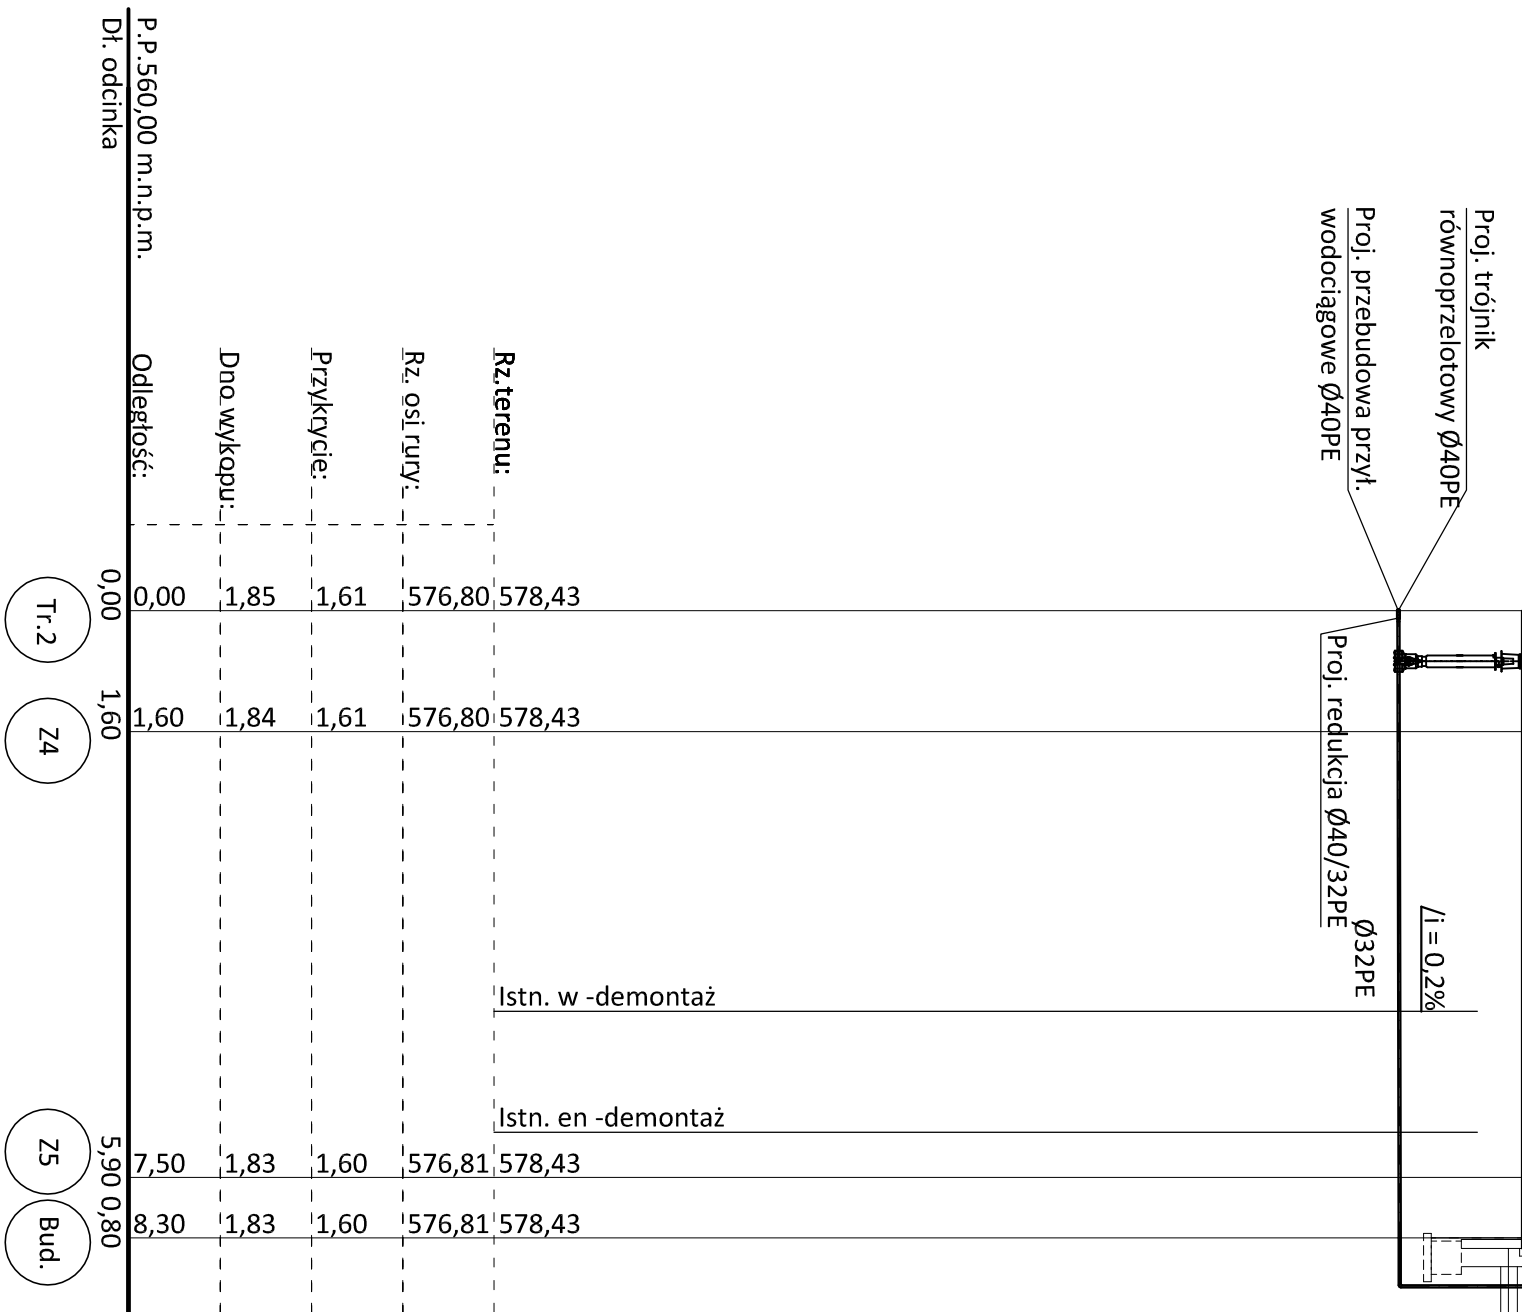 Proj. trójnik
równoprzelotowy Ø40PE
Proj. przebudowa przył.
wodociągowe Ø40PE
Proj. redukcja Ø40/32PE
Ø32PE
i = 0,2%
Istn. w -demontaż
Istn. en -demontaż
Rz.terenu:
578,43
578,43
578,43
578,43
Rz. osi rury:
576,80
576,80
576,81
576,81
Przykrycie:
1,61
1,61
1,60
1,60
Dno wykopu:
1,85
1,84
1,83
1,83
P.P.560,00 m.n.p.m.
Odległość:
0,00
1,60
7,50
8,30
Dł. odcinka
0,00
1,60
5,90
0,80
Tr.2
Z4
Z5
Bud.